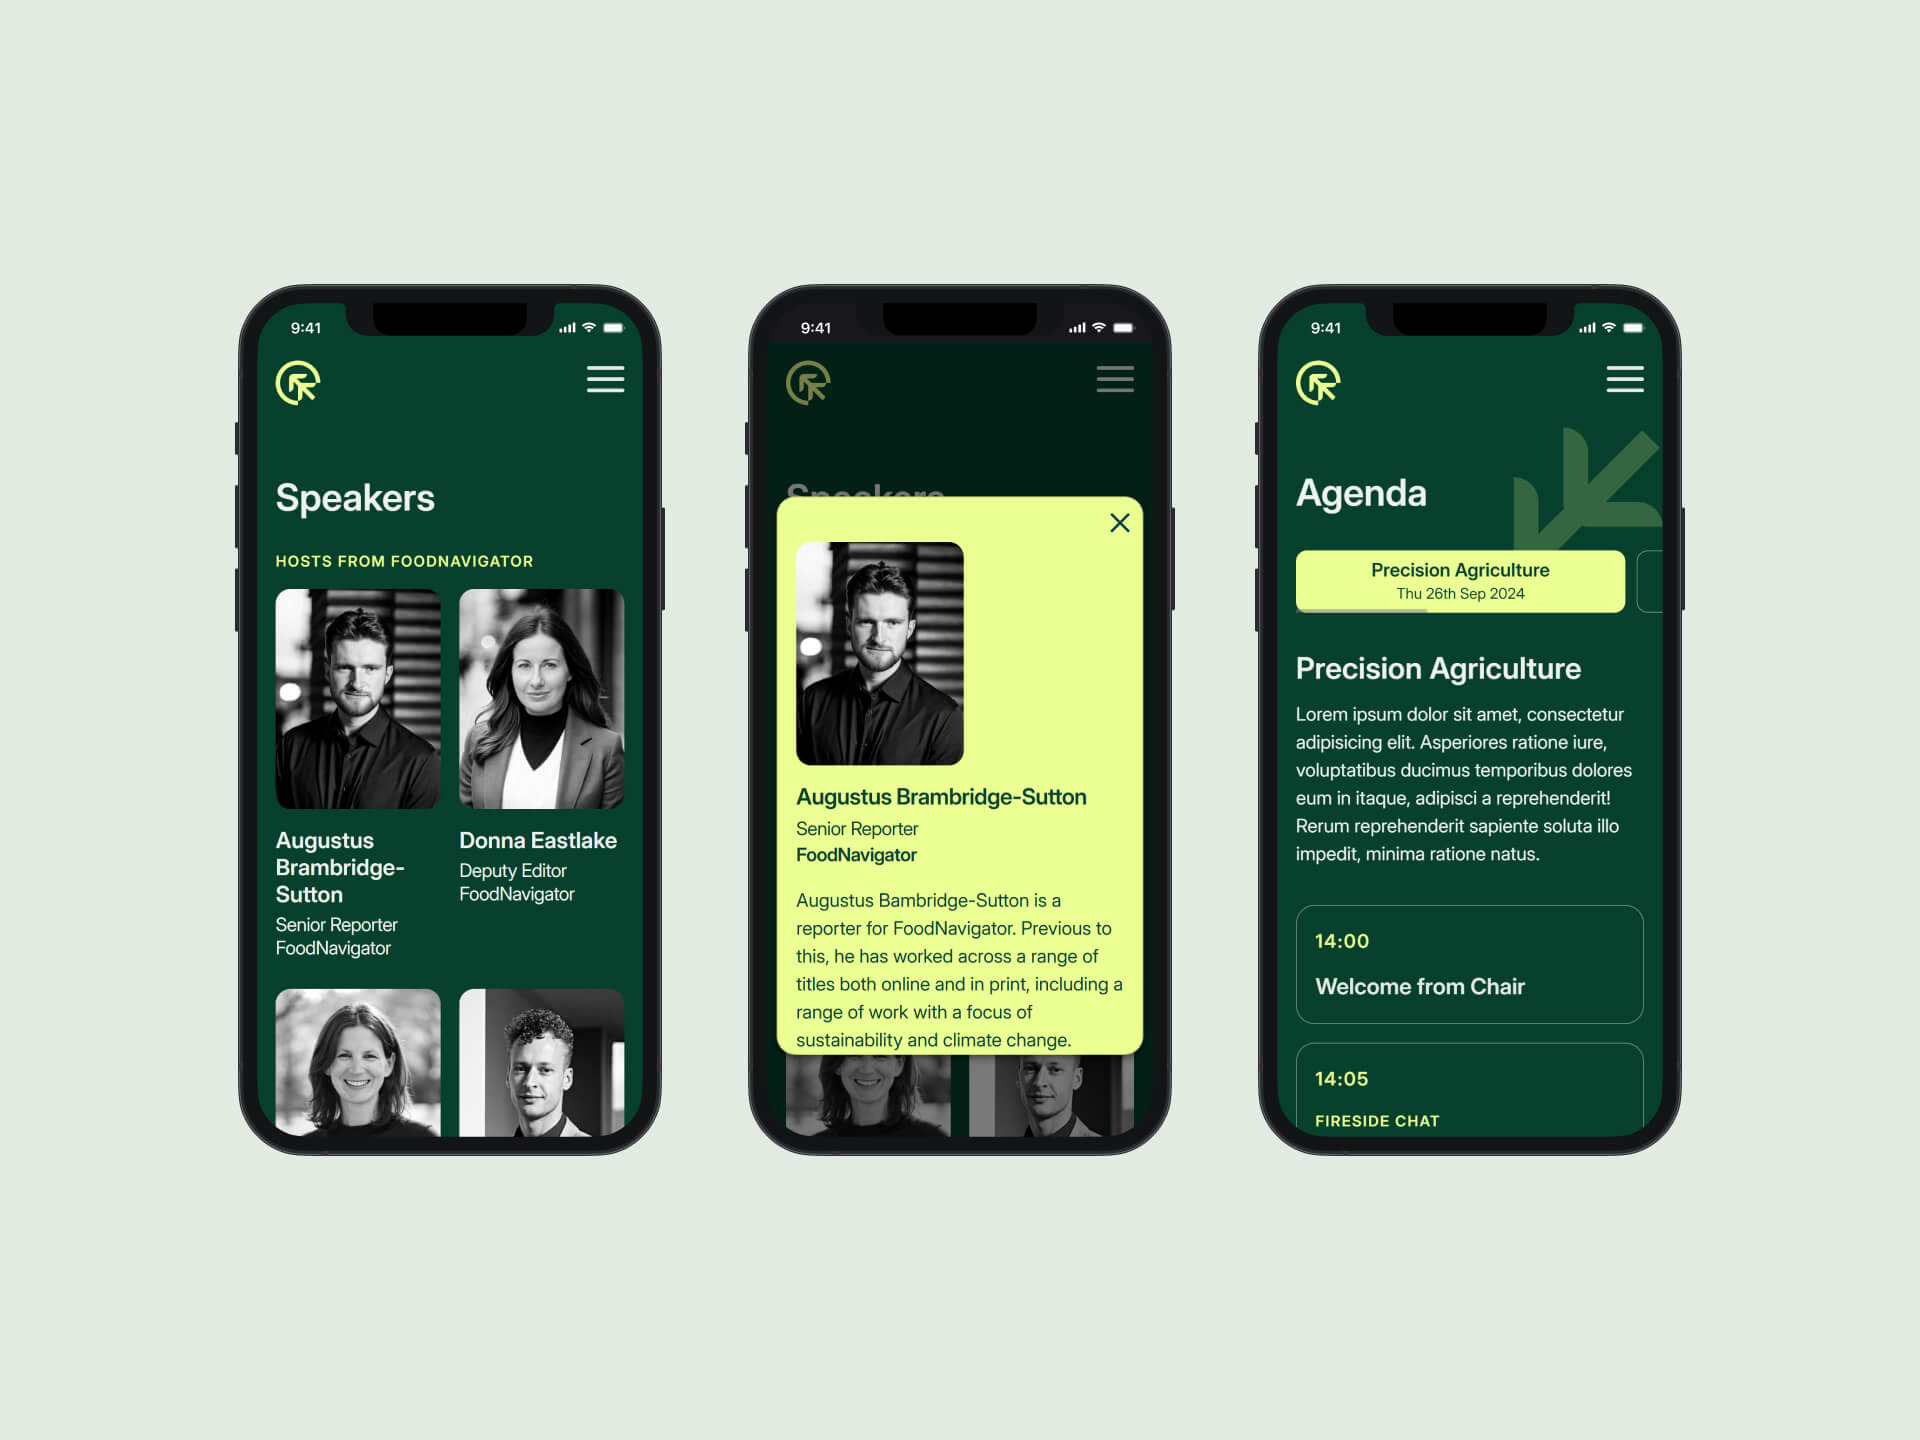 9:41
Speakers
HOSTS FROM FOODNAVIGATOR
Augustus
Brambridge-
Sutton
Senior Reporter
FoodNavigator
Donna Eastlake
Deputy Editor
FoodNavigator
9:41
Speakers
Augustus Brambridge-Sutton
Senior Reporter
FoodNavigator
Augustus Bambridge-Sutton is a
reporter for FoodNavigator. Previous to
this, he has worked across a range of
titles both online and in print, including a
range of work with a focus of
sustainability and climate change.
9:41
Agenda
Precision Agriculture
Thu 26th Sep 2024
Precision Agriculture
Lorem ipsum dolor sit amet, consectetur
adipisicing elit. Asperiores ratione iure,
voluptatibus ducimus temporibus dolores
eum in itaque, adipisci a reprehenderit!
Rerum reprehenderit sapiente soluta illo
impedit, minima ratione natus.
14:00
Welcome from Chair
14:05
FIRESIDE CHAT